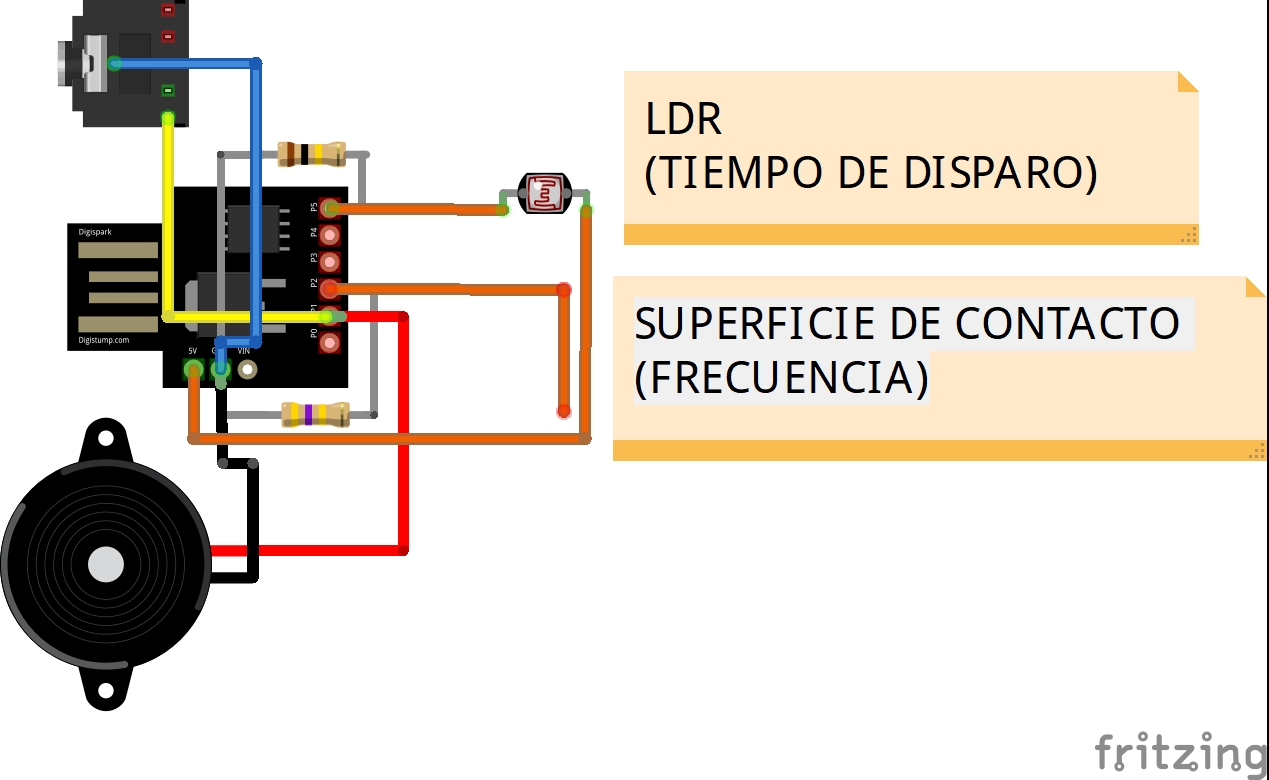 LDR
(TIEMPO DE DISPARO)
P5
P4
P3
P2
P1
P0
Digispark
Digistump.com
5V
VIN
SUPERFICIE DE CONTACTO
(FRECUENCIA)
fritzing